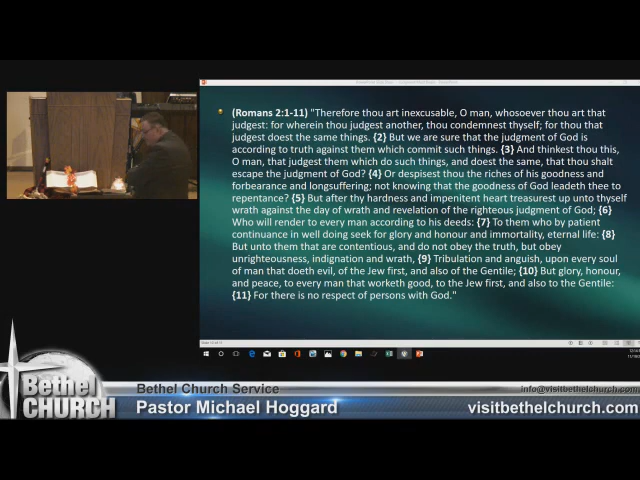 (Romans 2:1-11) "Therefore thou art inexcusable, O man, whosoever thou art that
judgest: for wherein thou judgest another, thou condemnest thyself; for thou that
judgest doest the same things. {2} But we are sure that the judgment of God is
according to truth against them which commit such things. {3} And thinkest thou this,
O man, that judgest them which do such things, and doest the same, that thou shalt
escape the judgment of God? {4} Or despisest thou the riches of his goodness and
forbearance and longsuffering; not knowing that the goodness of God leadeth thee to
repentance? {5} But after thy hardness and impenitent heart treasurest up unto thyself
wrath against the day of wrath and revelation of the righteous judgment of God; {6}
Who will render to every man according to his deeds: {7} To them who by patient
continuance in well doing seek for glory and honour and immortality, eternal life: {8}
But unto them that are contentious, and do not obey the truth, but obey
unrighteousness, indignation and wrath, {9} Tribulation and anguish, upon every soul
of man that doeth evil, of the Jew first, and also of the Gentile; {10} But glory, honour,
and peace, to every man that worketh good, to the Jew first, and also to the Gentile:
{11} For there is no respect of persons with God."
Bethel
CHURCH
Bethel Church Service
info@visitbethelchurch.com
Pastor Michael Hoggard
visitbethelchurch.com